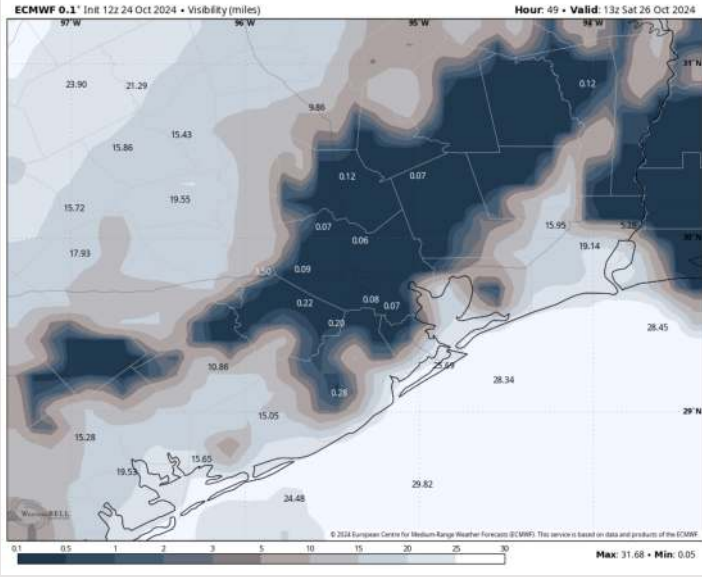 ECMWF 0.1° Init 12z 24 Oct 2024 • Visibility (miles)
Hour: 49 • Valid: 13z Sat 26 Oct 2024
97°W 96°W 95°W 94°W
31°N
23.90 21.29 0.12
9.86
15.43
15.86
0.12 0.07
19.55
15.72
0.07 15.95
0.06 19.14
17.93
0.09
0.22 0.08 0.07
0.20 28.45
10.86
28.34
0.28
29°N
15.05
15.28
15.65
19.53
29.82
24.48
WeatherBELL
© 2024 European Centre for Medium-Range Weather Forecasts (ECMWF). This service is based on data and products of the ECMWF
0.1 0.5 1 2 3 5 10 15 20 25 30
Max: 31.68 • Min: 0.05